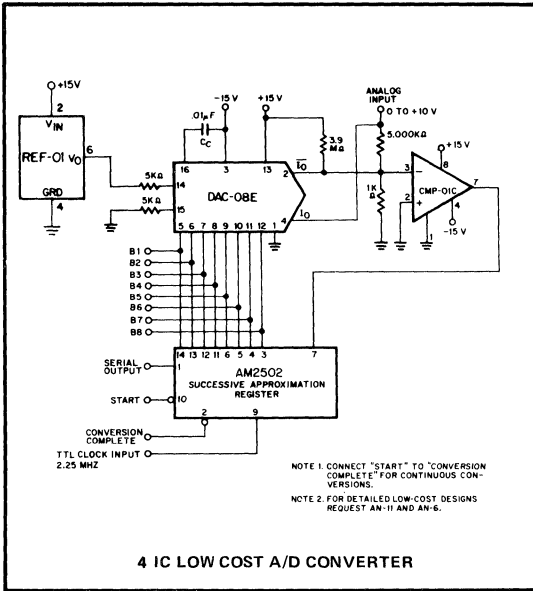 -15 V
+15 V
ANALOG
INPUT
0 TO +10 V
+15V
2
VIN
REF-01 VO
6
GRD
4
.01µF
CC
5KΩ
5KΩ
16
3
13
14
15
DAC-08E
2
IO
4
IO
3.9
MΩ
5.000KΩ
1K
Ω
+15 V
8
3
-
CMP-01C
7
2
+
4
-15 V
1
5 6 7 8 9 10 11 12 1
B1
B2
B3
B4
B5
B6
B7
B8
14 13 12 11 6 5 4 3
7
SERIAL
OUTPUT
1
AM2502
SUCCESSIVE APPROXIMATION
REGISTER
START
10
2
9
CONVERSION
COMPLETE
TTL CLOCK INPUT
2.25 MHZ
NOTE 1. CONNECT "START" TO "CONVERSION
COMPLETE" FOR CONTINUOUS CON-
VERSIONS.
NOTE 2. FOR DETAILED LOW-COST DESIGNS
REQUEST AN-11 AND AN-6.
4 IC LOW COST A/D CONVERTER